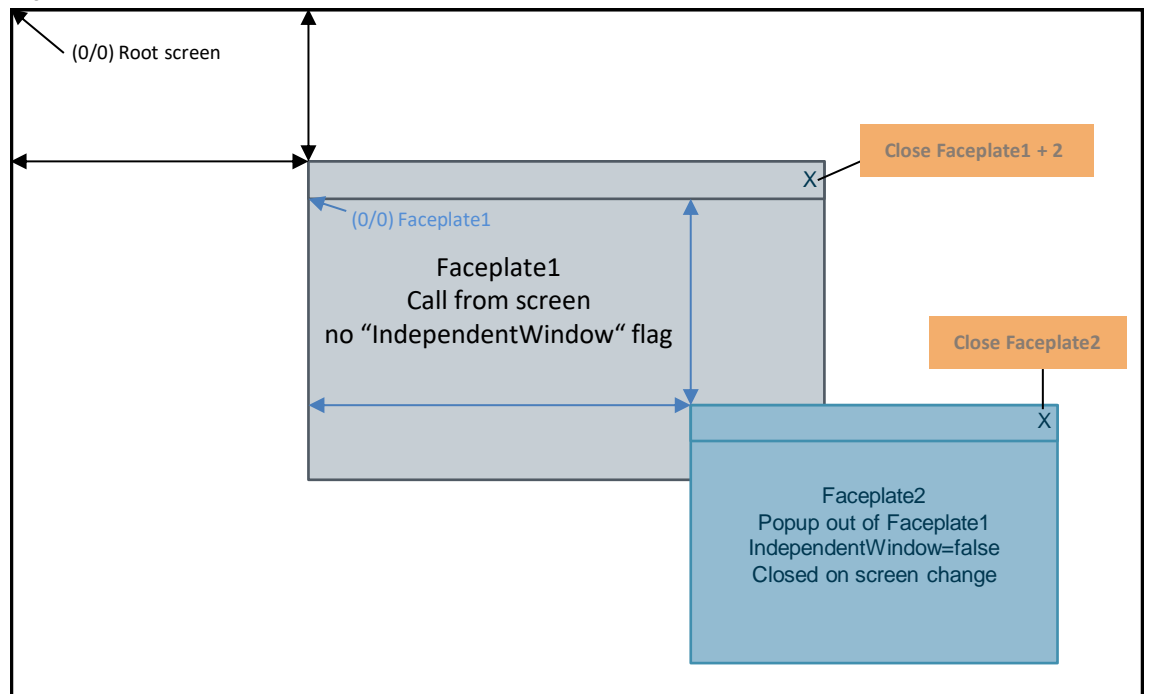 (0/0) Root screen
Close Faceplate1 + 2
X
(0/0) Faceplate1
Faceplate1
Call from screen
no “IndependentWindow“ flag
Close Faceplate2
X
Faceplate2
Popup out of Faceplate1
IndependentWindow=false
Closed on screen change